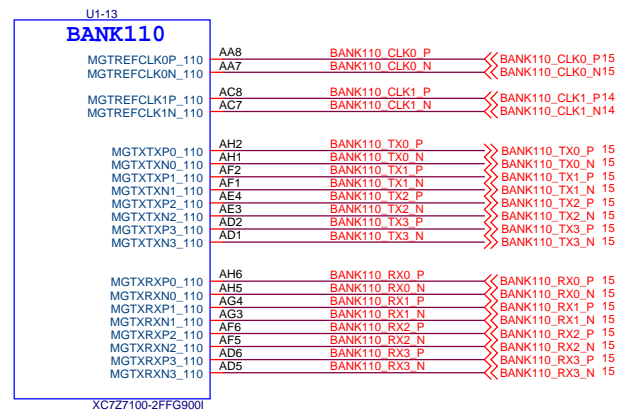 U1-13
BANK110
MGTREFCLK0P_110 AA8 BANK110_CLK0_P BANK110_CLK0_P 15
MGTREFCLK0N_110 AA7 BANK110_CLK0_N BANK110_CLK0_N 15
MGTREFCLK1P_110 AC8 BANK110_CLK1_P BANK110_CLK1_P 14
MGTREFCLK1N_110 AC7 BANK110_CLK1_N BANK110_CLK1_N 14
MGTXTXP0_110 AH2 BANK110_TX0_P BANK110_TX0_P 15
MGTXTXN0_110 AH1 BANK110_TX0_N BANK110_TX0_N 15
MGTXTXP1_110 AF2 BANK110_TX1_P BANK110_TX1_P 15
MGTXTXN1_110 AF1 BANK110_TX1_N BANK110_TX1_N 15
MGTXTXP2_110 AE4 BANK110_TX2_P BANK110_TX2_P 15
MGTXTXN2_110 AE3 BANK110_TX2_N BANK110_TX2_N 15
MGTXTXP3_110 AD2 BANK110_TX3_P BANK110_TX3_P 15
MGTXTXN3_110 AD1 BANK110_TX3_N BANK110_TX3_N 15
MGTXRXP0_110 AH6 BANK110_RX0_P BANK110_RX0_P 15
MGTXRXN0_110 AH5 BANK110_RX0_N BANK110_RX0_N 15
MGTXRXP1_110 AG4 BANK110_RX1_P BANK110_RX1_P 15
MGTXRXN1_110 AG3 BANK110_RX1_N BANK110_RX1_N 15
MGTXRXP2_110 AF6 BANK110_RX2_P BANK110_RX2_P 15
MGTXRXN2_110 AF5 BANK110_RX2_N BANK110_RX2_N 15
MGTXRXP3_110 AD6 BANK110_RX3_P BANK110_RX3_P 15
MGTXRXN3_110 AD5 BANK110_RX3_N BANK110_RX3_N 15
XC7Z7100-2FFG900I